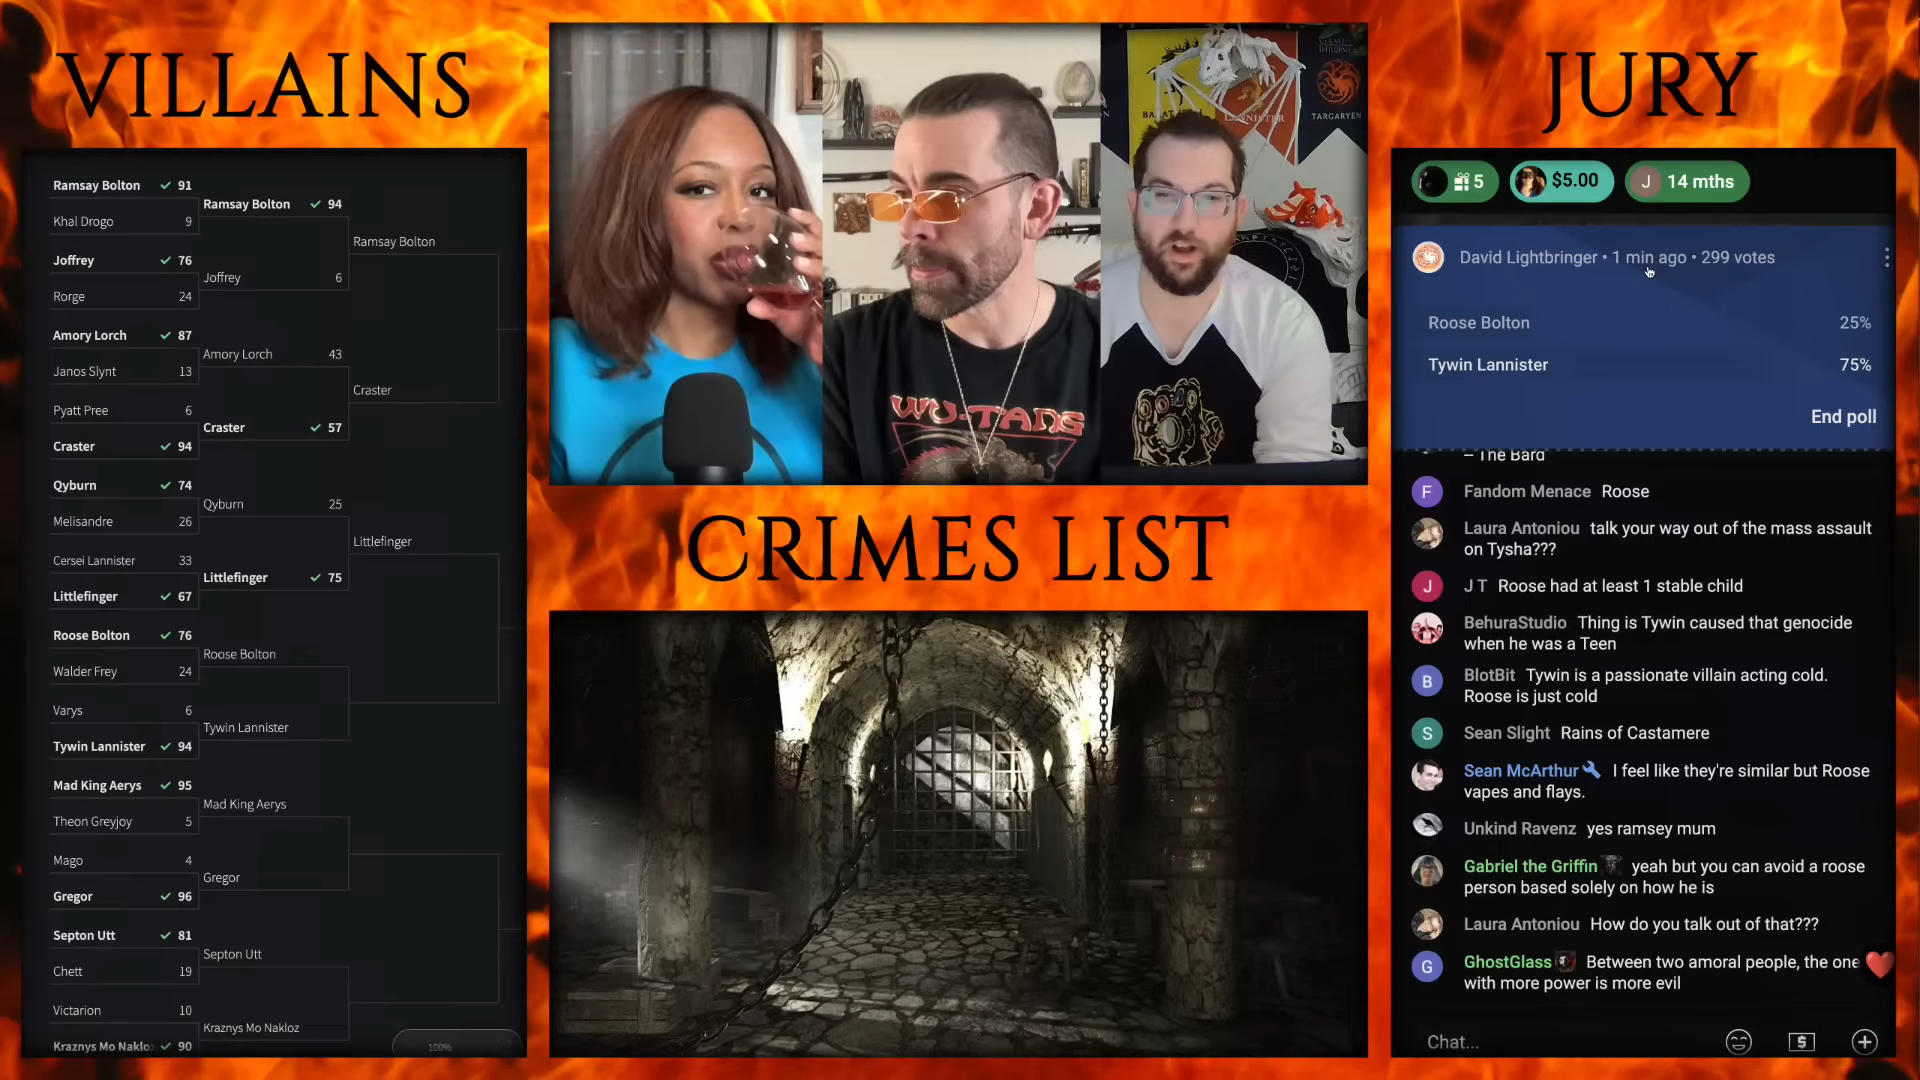 VILLAINS
Ramsay Bolton 91
Khal Drogo 9
Joffrey 76
Rorge 24
Amory Lorch 87
Janos Slynt 13
Pyatt Pree 6
Craster 94
Qyburn 74
Melisandre 26
Cersei Lannister 33
Littlefinger 67
Roose Bolton 76
Walder Frey 24
Varys 6
Tywin Lannister 94
Mad King Aerys 95
Theon Greyjoy 5
Mago 4
Gregor 96
Septon Utt 81
Chett 19
Victarion 10
Kraznys Mo Nakloz 90
Ramsay Bolton 94
Joffrey 6
Amory Lorch 43
Craster 57
Qyburn 25
Littlefinger 75
Roose Bolton
Tywin Lannister
Mad King Aerys
Gregor
Septon Utt
Kraznys Mo Nakloz
Ramsay Bolton
Craster
Littlefinger
100%
GAME THRONES
LANNISTER
TARGARYEN
WU-TANG
CRIMES LIST
JURY
5
$5.00
J 14 mths
David Lightbringer • 1 min ago • 299 votes
Roose Bolton 25%
Tywin Lannister 75%
End poll
– The Bard
F Fandom Menace Roose
Laura Antoniou talk your way out of the mass assault
on Tysha???
J J T Roose had at least 1 stable child
BehuraStudio Thing is Tywin caused that genocide
when he was a Teen
B BlotBit Tywin is a passionate villain acting cold.
Roose is just cold
S Sean Slight Rains of Castamere
Sean McArthur I feel like they're similar but Roose
vapes and flays.
Unkind Ravenz yes ramsey mum
Gabriel the Griffin yeah but you can avoid a roose
person based solely on how he is
Laura Antoniou How do you talk out of that???
G GhostGlass Between two amoral people, the one
with more power is more evil
Chat...